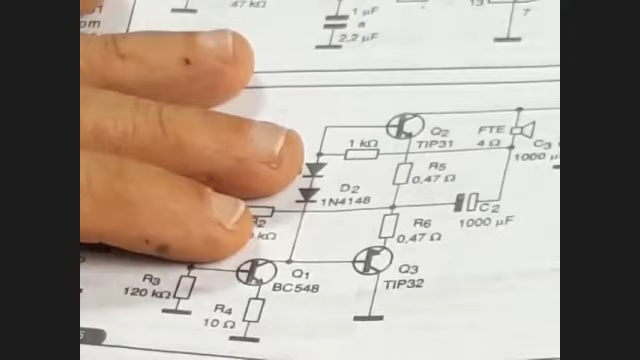 47 kΩ
1 µF
a
2,2 µF
13
7
Q2
TIP31
FTE
4 Ω
C3
1000 µ
1 kΩ
R5
0,47 Ω
D2
1N4148
C2
1000 µF
R6
0,47 Ω
kΩ
Q1
BC548
Q3
TIP32
R3
120 kΩ
R4
10 Ω